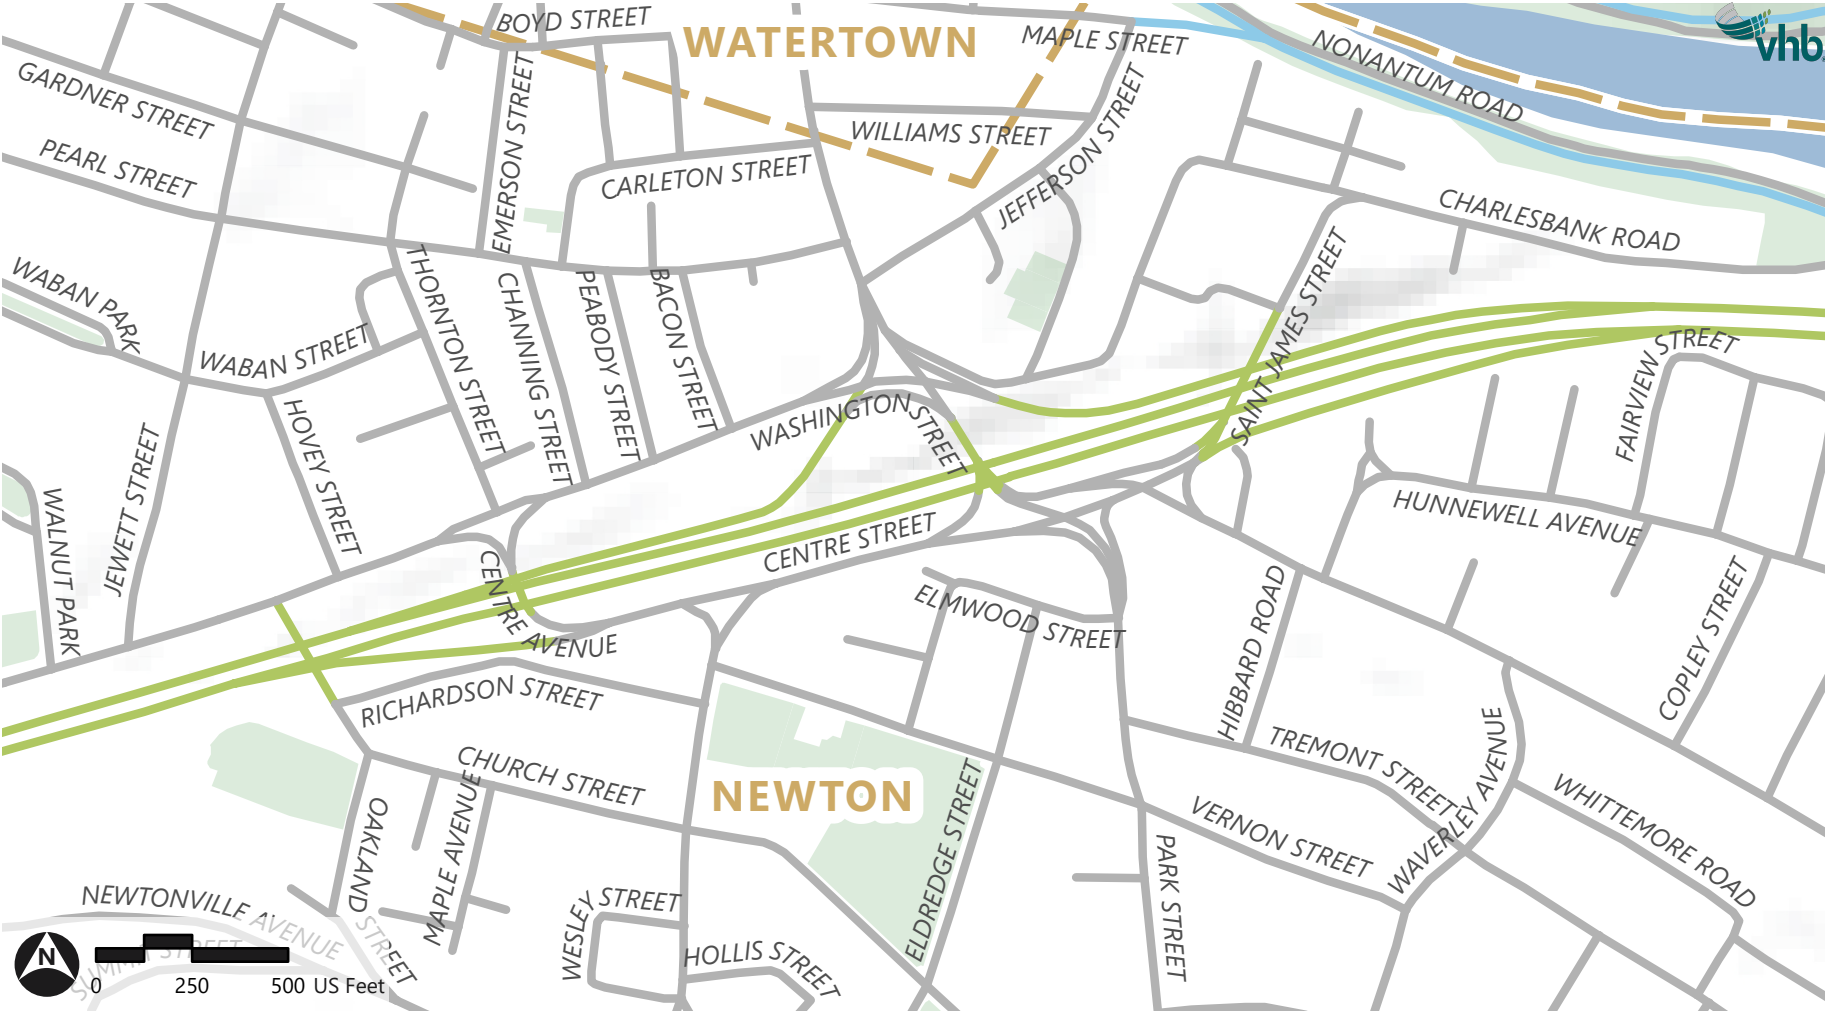 BOYD STREET
WATERTOWN
MAPLE STREET
NONANTUM ROAD
vhb
GARDNER STREET
EMERSON STREET
WILLIAMS STREET
JEFFERSON STREET
PEARL STREET
CARLETON STREET
CHARLESBANK ROAD
WABAN PARK
THORNTON STREET
CHANNING STREET
PEABODY STREET
BACON STREET
SAINT JAMES STREET
WABAN STREET
FAIRVIEW STREET
WASHINGTON STREET
HOVEY STREET
JEWETT STREET
WALNUT PARK
HUNNEWELL AVENUE
CENTRE STREET
CENTRE AVENUE
ELMWOOD STREET
HIBBARD ROAD
COPLEY STREET
RICHARDSON STREET
CHURCH STREET
TREMONT STREET
WAVERLEY AVENUE
NEWTON
WHITTEMORE ROAD
OAKLAND STREET
MAPLE AVENUE
ELDREDGE STREET
VERNON STREET
PARK STREET
NEWTONVILLE AVENUE
WESLEY STREET
HOLLIS STREET
SUMMIT STREET
N
0 250 500 US Feet